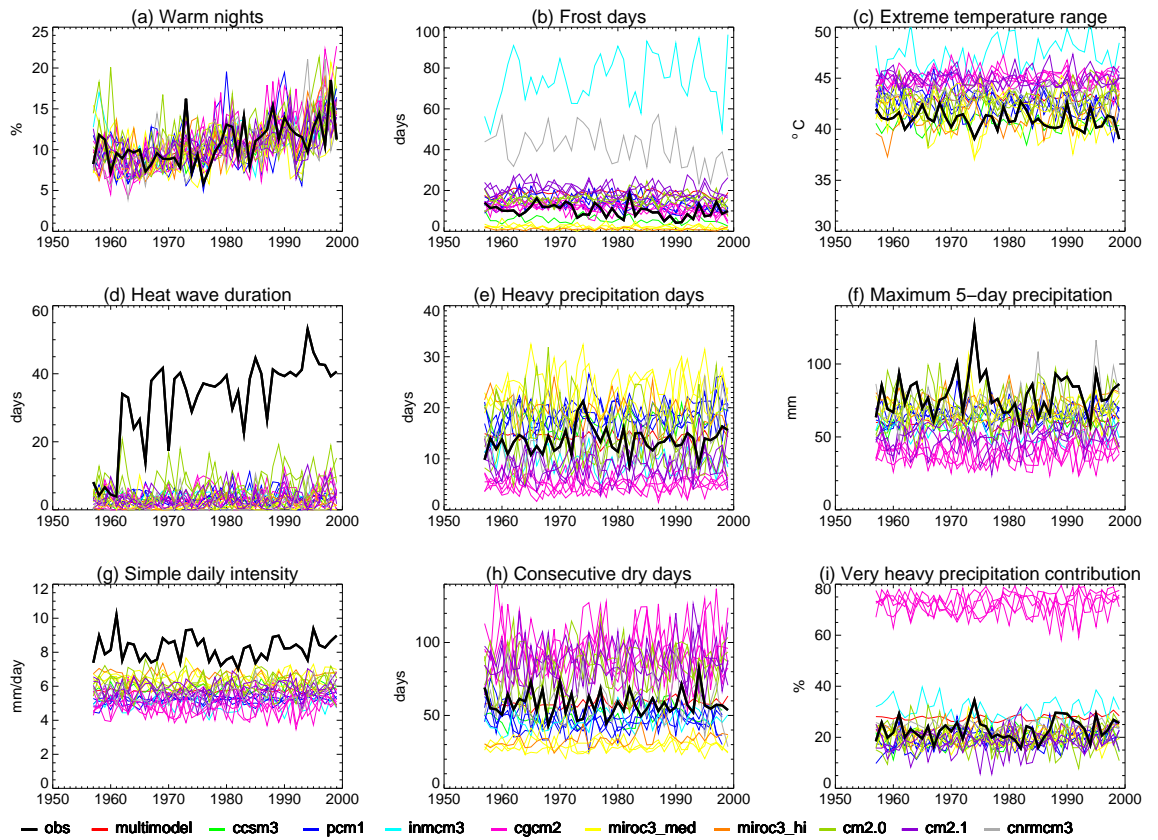 (a) Warm nights
(b) Frost days
(c) Extreme temperature range
25
20
15
10
5
0
%
1950 1960 1970 1980 1990 2000
100
80
60
40
20
0
days
1950 1960 1970 1980 1990 2000
50
45
40
35
30
° C
1950 1960 1970 1980 1990 2000
(d) Heat wave duration
(e) Heavy precipitation days
(f) Maximum 5−day precipitation
60
40
20
0
days
1950 1960 1970 1980 1990 2000
40
30
20
10
0
days
1950 1960 1970 1980 1990 2000
100
50
0
mm
1950 1960 1970 1980 1990 2000
(g) Simple daily intensity
(h) Consecutive dry days
(i) Very heavy precipitation contribution
12
10
8
6
4
2
0
mm/day
1950 1960 1970 1980 1990 2000
100
50
0
days
1950 1960 1970 1980 1990 2000
80
60
40
20
0
%
1950 1960 1970 1980 1990 2000
obs multimodel ccsm3 pcm1 inmcm3 cgcm2 miroc3_med miroc3_hi cm2.0 cm2.1 cnrmcm3